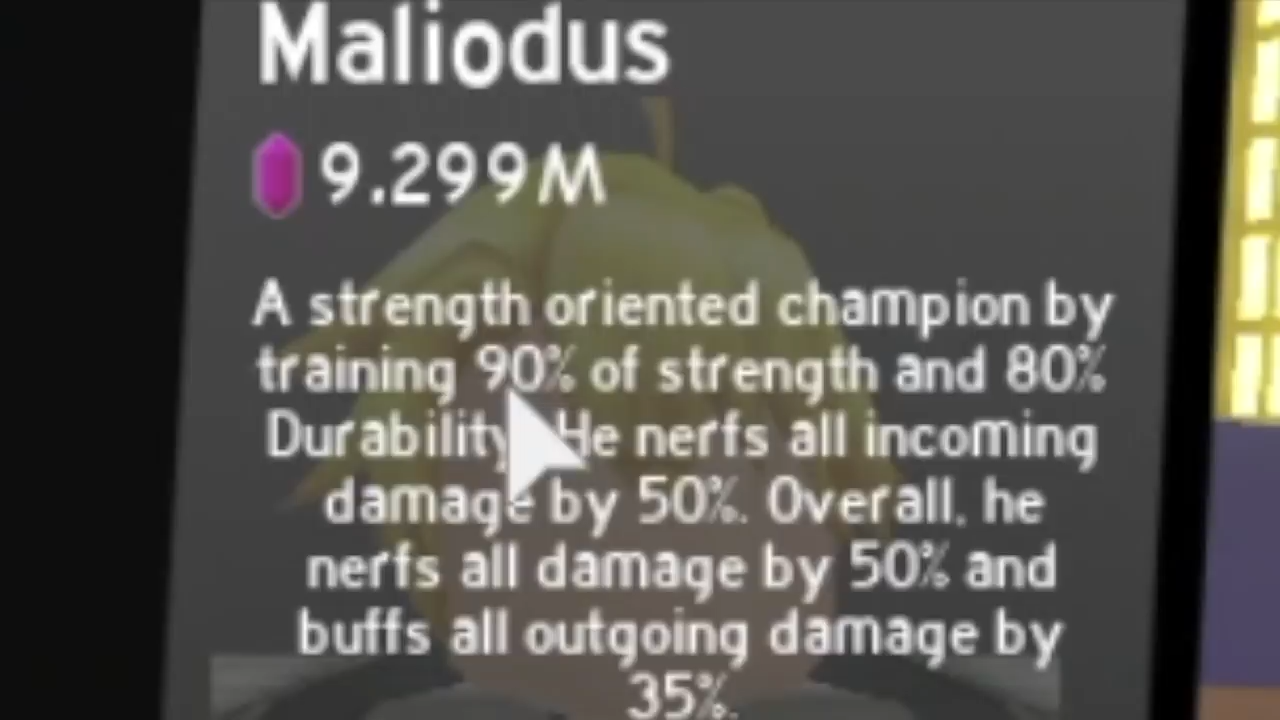 Maliodus
9.299M
A strength oriented champion by
training 90% of strength and 80%
Durability. He nerfs all incoming
damage by 50%. Overall, he
nerfs all damage by 50% and
buffs all outgoing damage by
35%.